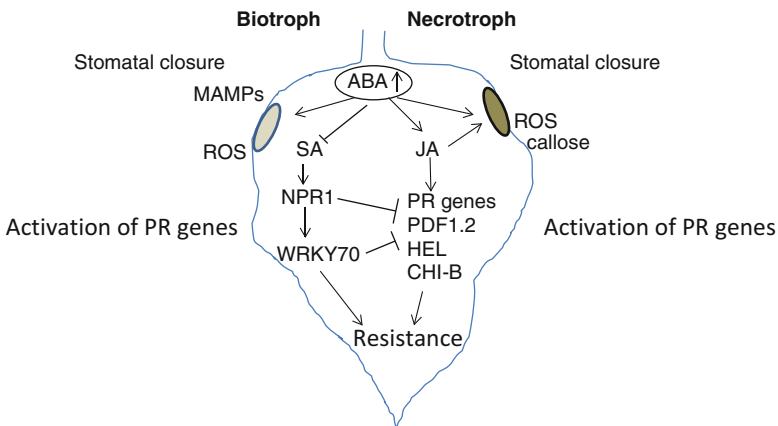 Biotroph
Necrotroph
Stomatal closure
Stomatal closure
ABA
MAMPs
ROS
ROS
callose
SA
JA
NPR1
PR genes
PDF1.2
HEL
CHI-B
WRKY70
Activation of PR genes
Activation of PR genes
Resistance